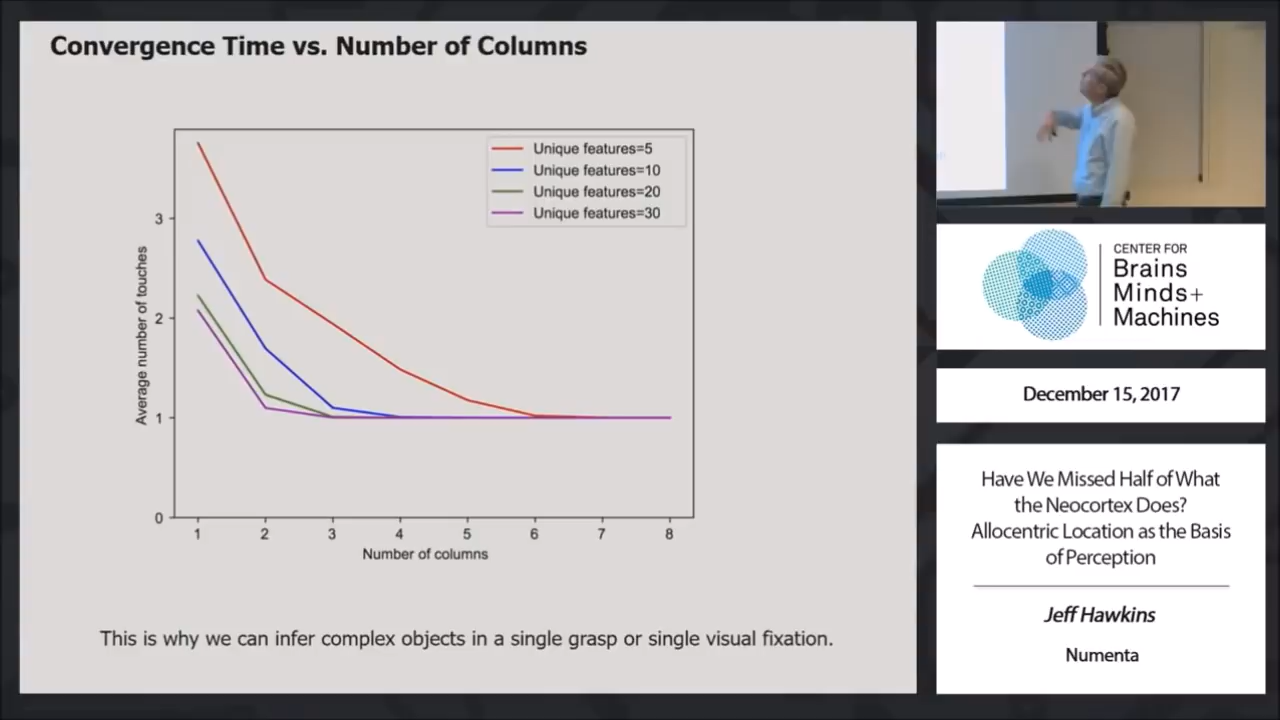 Convergence Time vs. Number of Columns
Unique features=5
Unique features=10
Unique features=20
Unique features=30
3
2
1
0
Average number of touches
1 2 3 4 5 6 7 8
Number of columns
This is why we can infer complex objects in a single grasp or single visual fixation.
CENTER FOR
Brains
Minds+
Machines
December 15, 2017
Have We Missed Half of What
the Neocortex Does?
Allocentric Location as the Basis
of Perception
Jeff Hawkins
Numenta